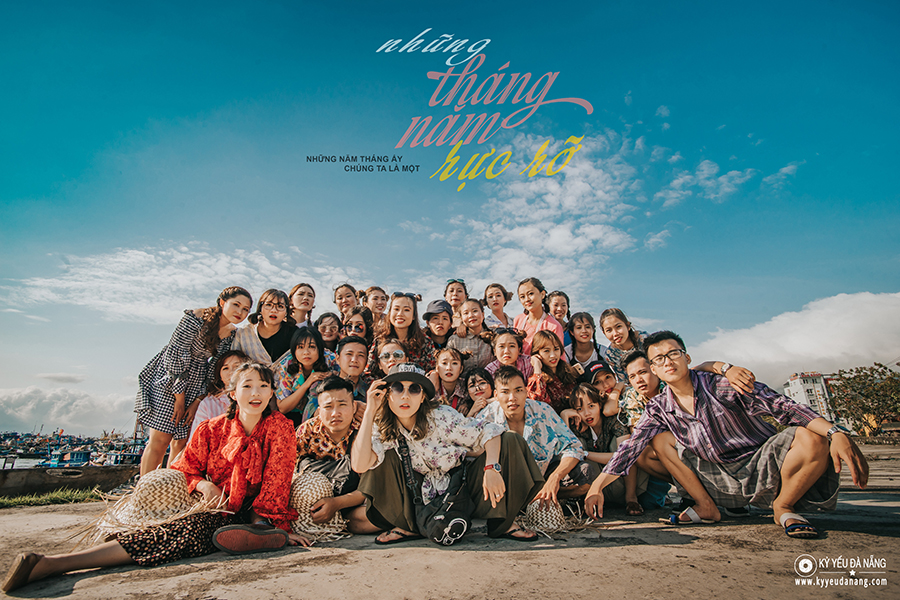 những
tháng
năm
rực rỡ
NHỮNG NĂM THÁNG ẤY
CHÚNG TA LÀ MỘT
KỶ YẾU ĐÀ NẴNG
www.kyyeudanang.com